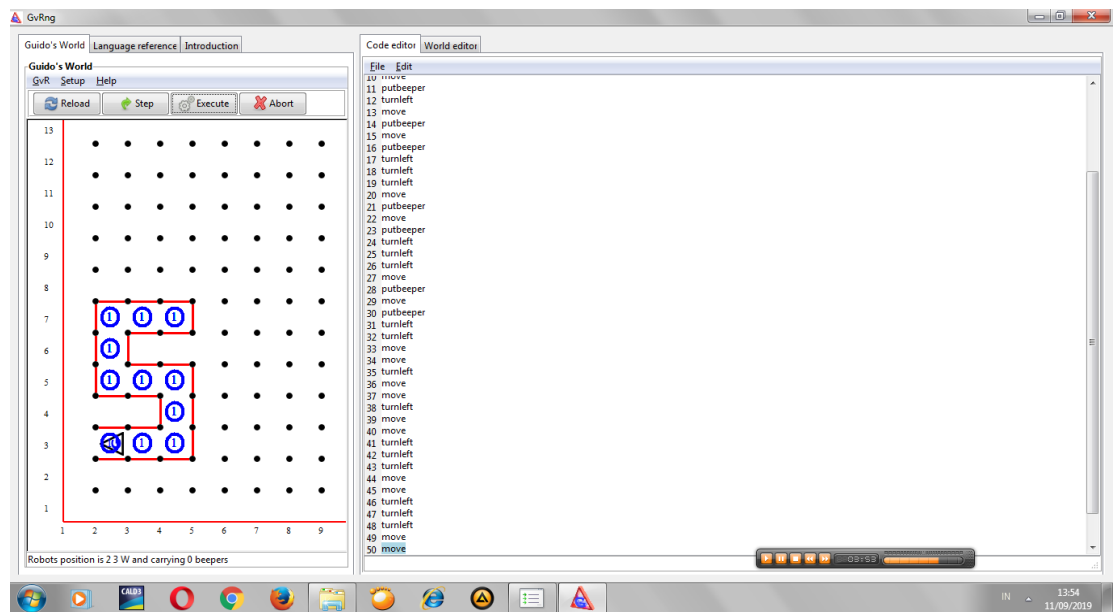 GvRng
Guido's World Language reference Introduction
Guido's World
GvR Setup Help
Reload Step Execute Abort
13
12
11
10
9
8
7
6
5
4
3
2
1
1 1 1
1
1 1 1
1
1 1
1 2 3 4 5 6 7 8 9
Robots position is 2 3 W and carrying 0 beepers
Code editor World editor
File Edit
10 move
11 putbeeper
12 turnleft
13 move
14 putbeeper
15 move
16 putbeeper
17 turnleft
18 turnleft
19 turnleft
20 move
21 putbeeper
22 move
23 putbeeper
24 turnleft
25 turnleft
26 turnleft
27 move
28 putbeeper
29 move
30 putbeeper
31 turnleft
32 turnleft
33 move
34 move
35 turnleft
36 move
37 move
38 turnleft
39 move
40 move
41 turnleft
42 turnleft
43 turnleft
44 move
45 move
46 turnleft
47 turnleft
48 turnleft
49 move
50 move
03:53
CALD3
IN
13:54
11/09/2019